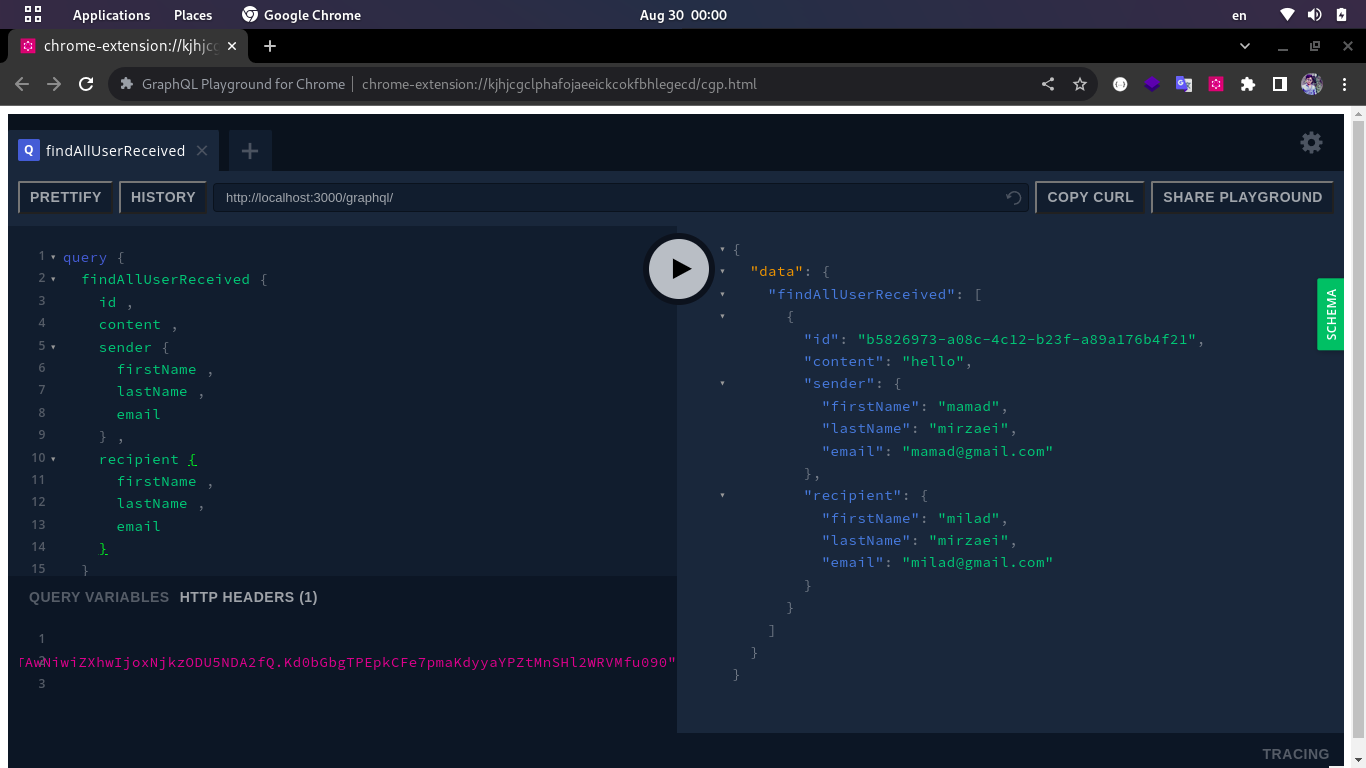 Applications Places Google Chrome Aug 30 00:00 en
chrome-extension://kjhjcg
GraphQL Playground for Chrome | chrome-extension://kjhjcgclphafojaeeickcokfbhlegecd/cgp.html
Q findAllUserReceived
PRETTIFY HISTORY http://localhost:3000/graphql/ COPY CURL SHARE PLAYGROUND
1 query {
2 findAllUserReceived {
3 id ,
4 content ,
5 sender {
6 firstName ,
7 lastName ,
8 email
9 } ,
10 recipient {
11 firstName ,
12 lastName ,
13 email
14 }
15 }
QUERY VARIABLES HTTP HEADERS (1)
1
2 TAwNiwiZXhwIjoxNjkzODU5NDA2fQ.Kd0bGbgTPEpkCFe7pmaKdyyaYPZtMnSHl2WRVMfu090"
3
{
"data": {
"findAllUserReceived": [
{
"id": "b5826973-a08c-4c12-b23f-a89a176b4f21",
"content": "hello",
"sender": {
"firstName": "mamad",
"lastName": "mirzaei",
"email": "mamad@gmail.com"
},
"recipient": {
"firstName": "milad",
"lastName": "mirzaei",
"email": "milad@gmail.com"
}
}
]
}
}
SCHEMA
TRACING